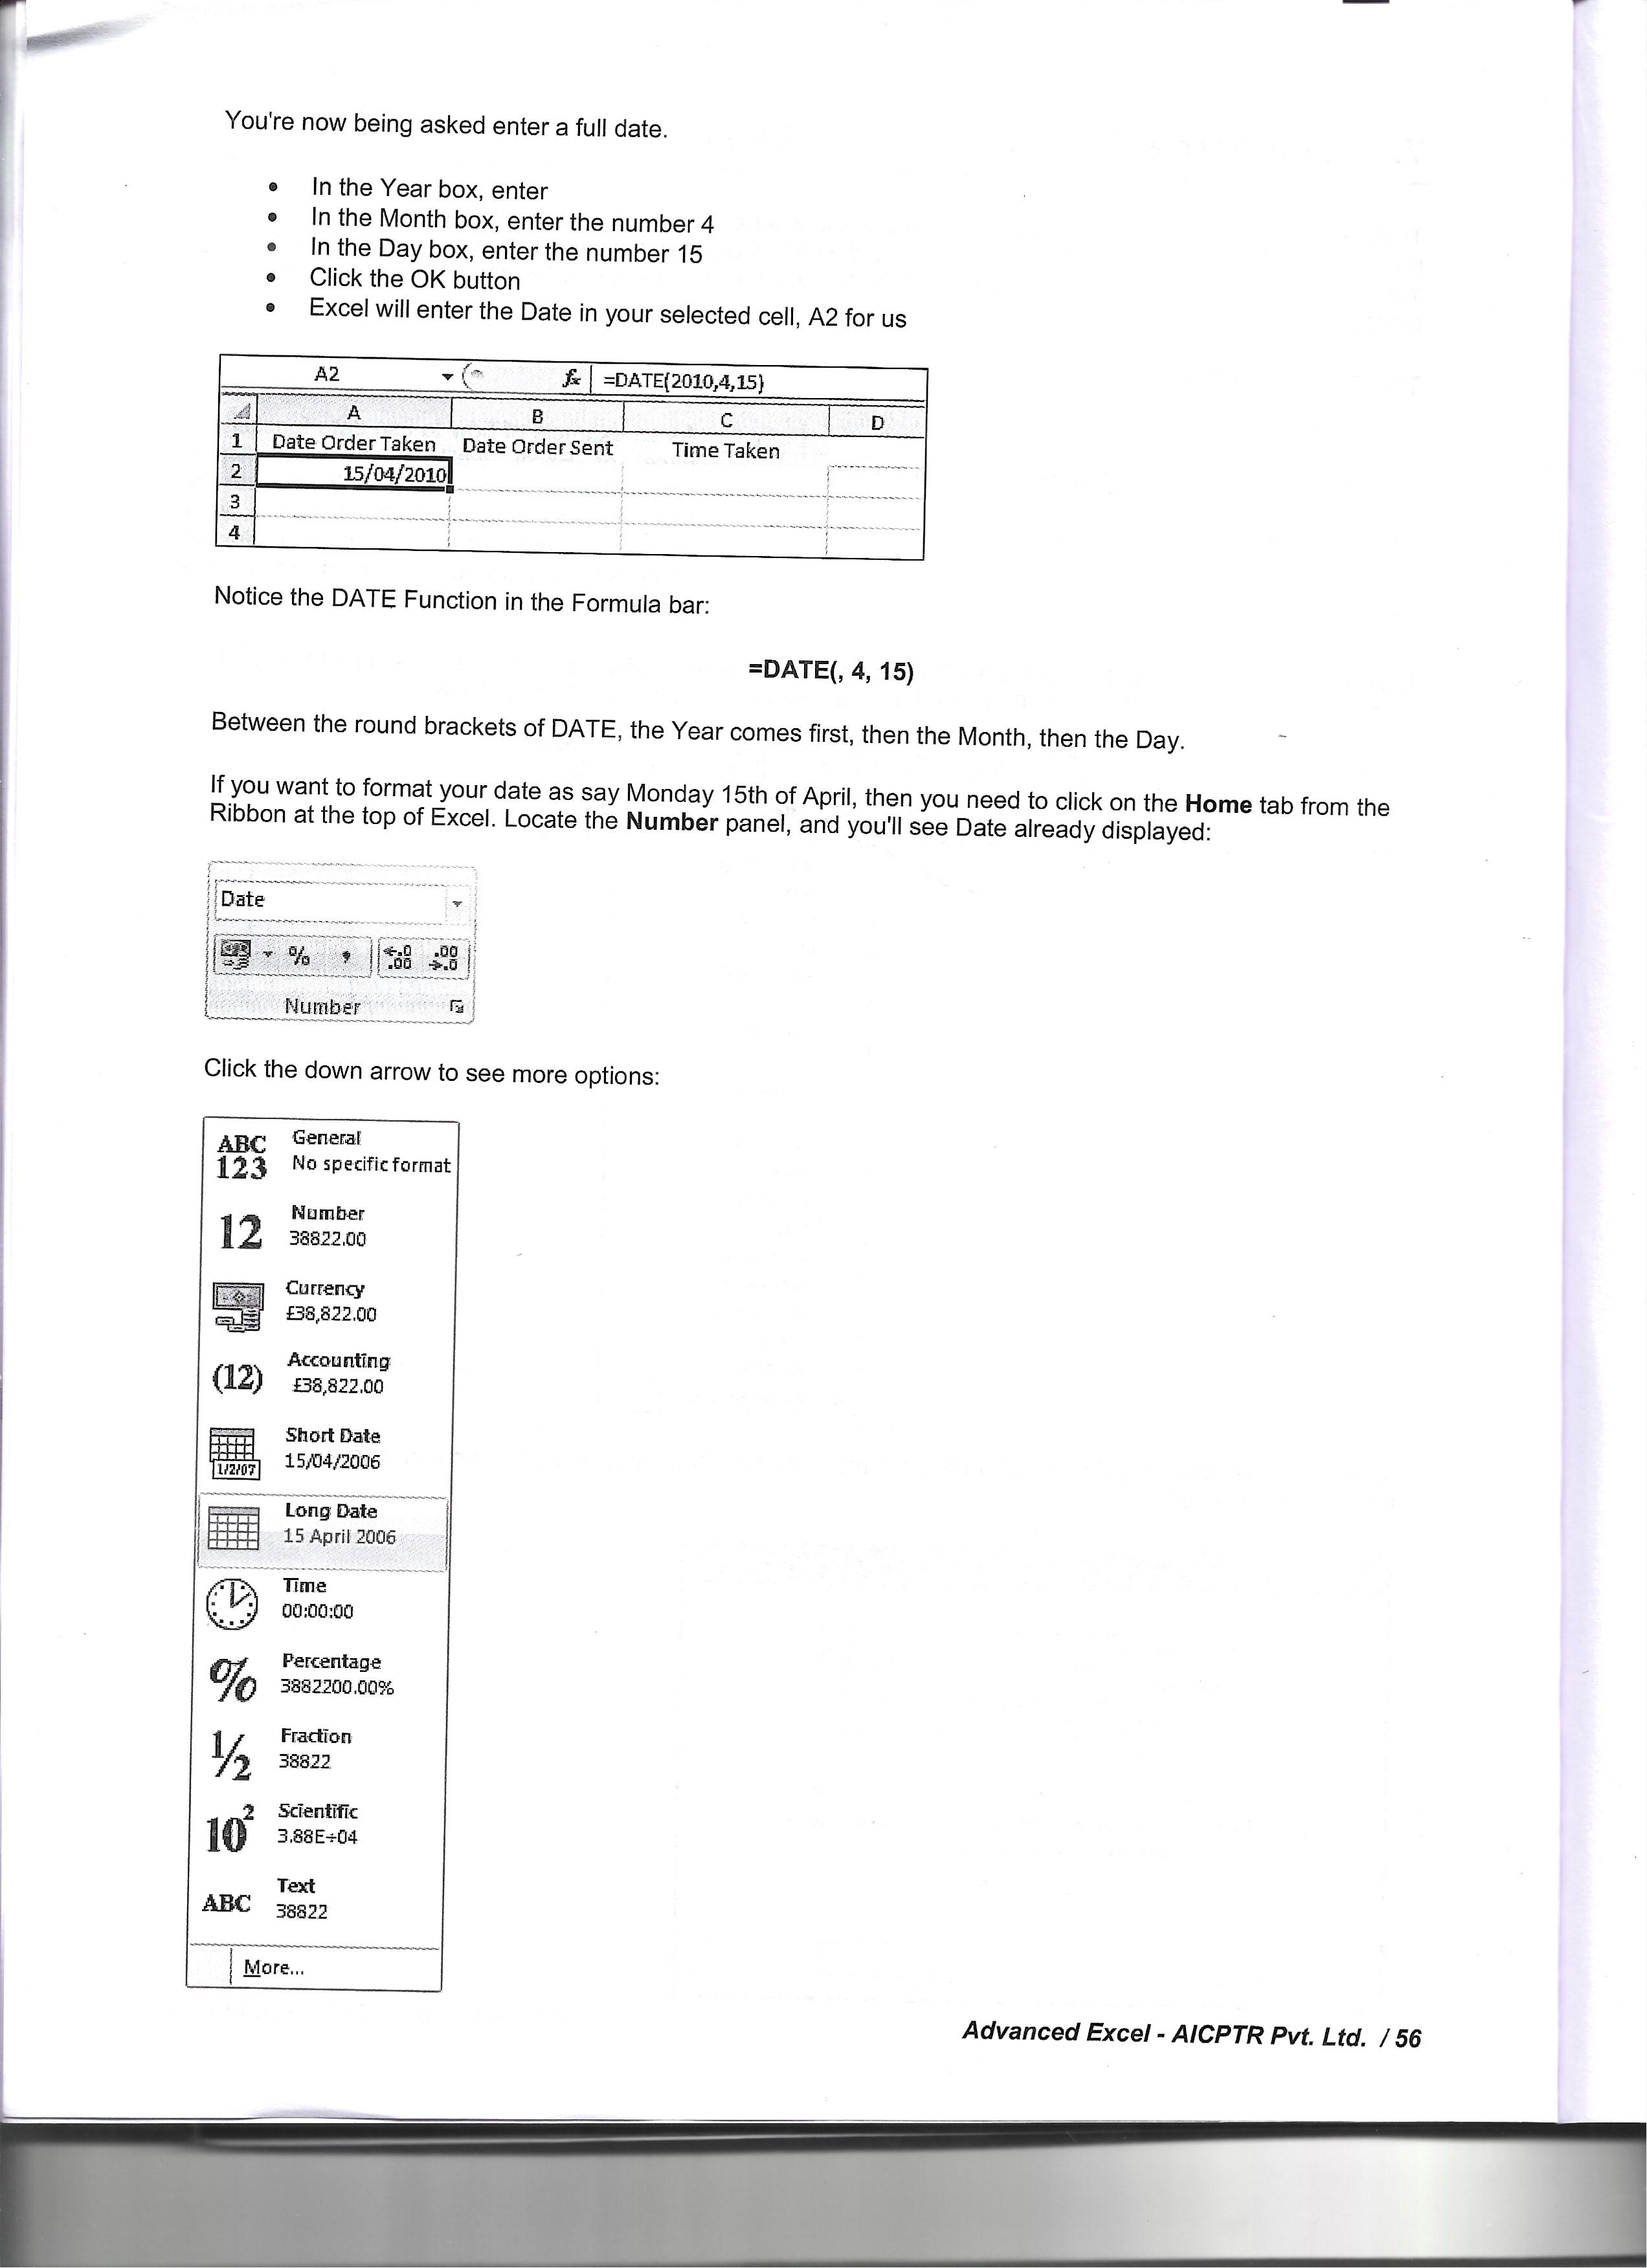 You're now being asked enter a full date.
• In the Year box, enter
• In the Month box, enter the number 4
• In the Day box, enter the number 15
• Click the OK button
• Excel will enter the Date in your selected cell, A2 for us
A2 fx =DATE(2010,4,15)
A B C D
1 Date Order Taken Date Order Sent Time Taken
2 15/04/2010
3
4
Notice the DATE Function in the Formula bar:
=DATE(, 4, 15)
Between the round brackets of DATE, the Year comes first, then the Month, then the Day.
If you want to format your date as say Monday 15th of April, then you need to click on the Home tab from the
Ribbon at the top of Excel. Locate the Number panel, and you'll see Date already displayed:
Date
% , .0 .00 .00 .0
Number
Click the down arrow to see more options:
ABC General
123 No specific format
12 Number
38822.00
Currency
£38,822.00
(12) Accounting
£38,822.00
Short Date
1/2/07 15/04/2006
Long Date
15 April 2006
Time
00:00:00
% Percentage
3882200.00%
1/2 Fraction
38822
10² Scientific
3.88E+04
ABC Text
38822
More...
Advanced Excel - AICPTR Pvt. Ltd. / 56